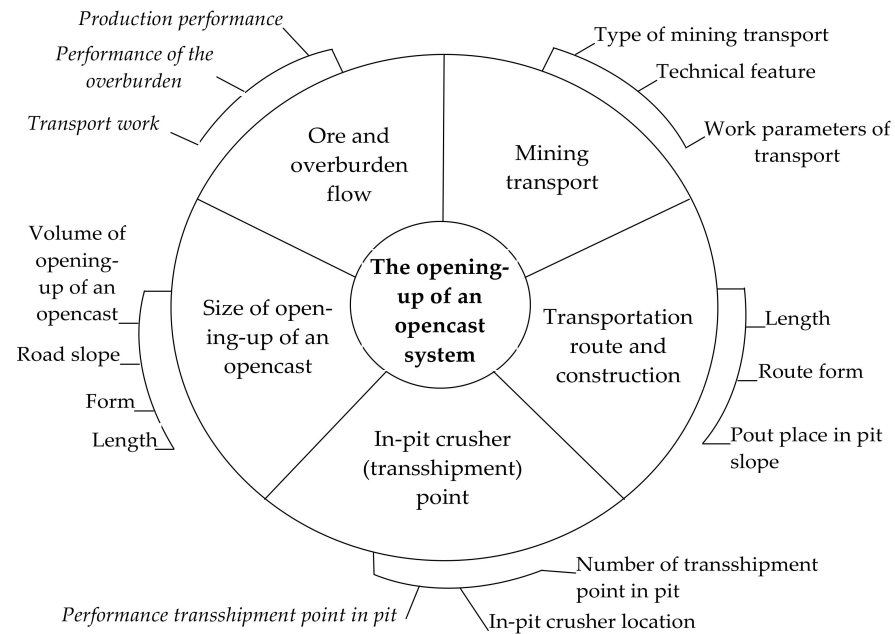 Production performance
Performance of the
overburden
Transport work
Type of mining transport
Technical feature
Work parameters of
transport
Ore and
overburden
flow
Mining
transport
Volume of
opening-
up of an
opencast
Road slope
Form
Length
Size of open-
ing-up of an
opencast
The opening-
up of an
opencast
system
Transportation
route and
construction
Length
Route form
Pout place in pit
slope
In-pit crusher
(transshipment)
point
Number of transshipment
point in pit
Performance transshipment point in pit
In-pit crusher location